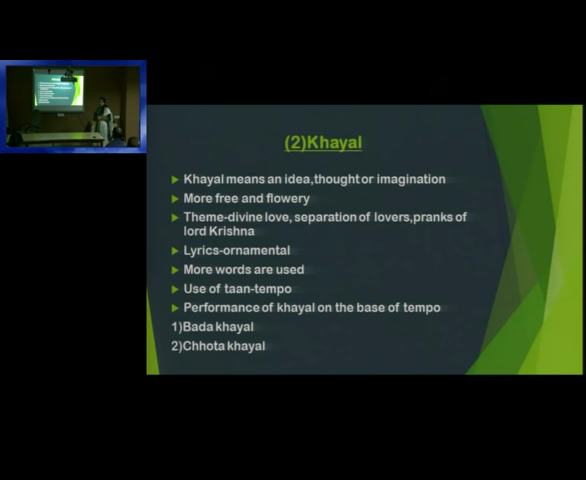 (2)Khayal
Khayal means an idea,thought or imagination
More free and flowery
Theme-divine love, separation of lovers,pranks of
lord Krishna
Lyrics-ornamental
More words are used
Use of taan-tempo
Performance of khayal on the base of tempo
1)Bada khayal
2)Chhota khayal